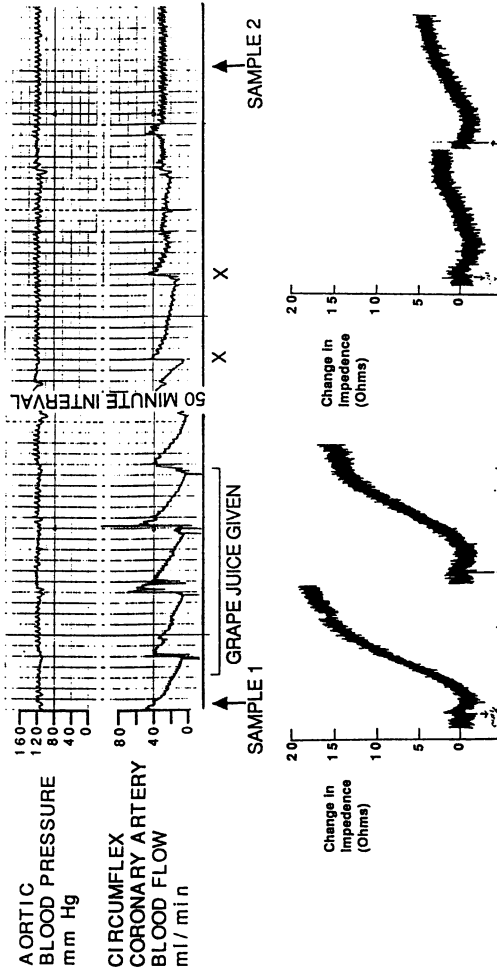 AORTIC
BLOOD PRESSURE
mm Hg
160
120
80
40
0
CIRCUMFLEX
CORONARY ARTERY
BLOOD FLOW
ml/min
80
40
0
50 MINUTE INTERVAL
GRAPE JUICE GIVEN
X
X
SAMPLE 1
SAMPLE 2
Change in
Impedence
(Ohms)
20
15
10
5
0
Change in
Impedence
(Ohms)
20
15
10
5
0